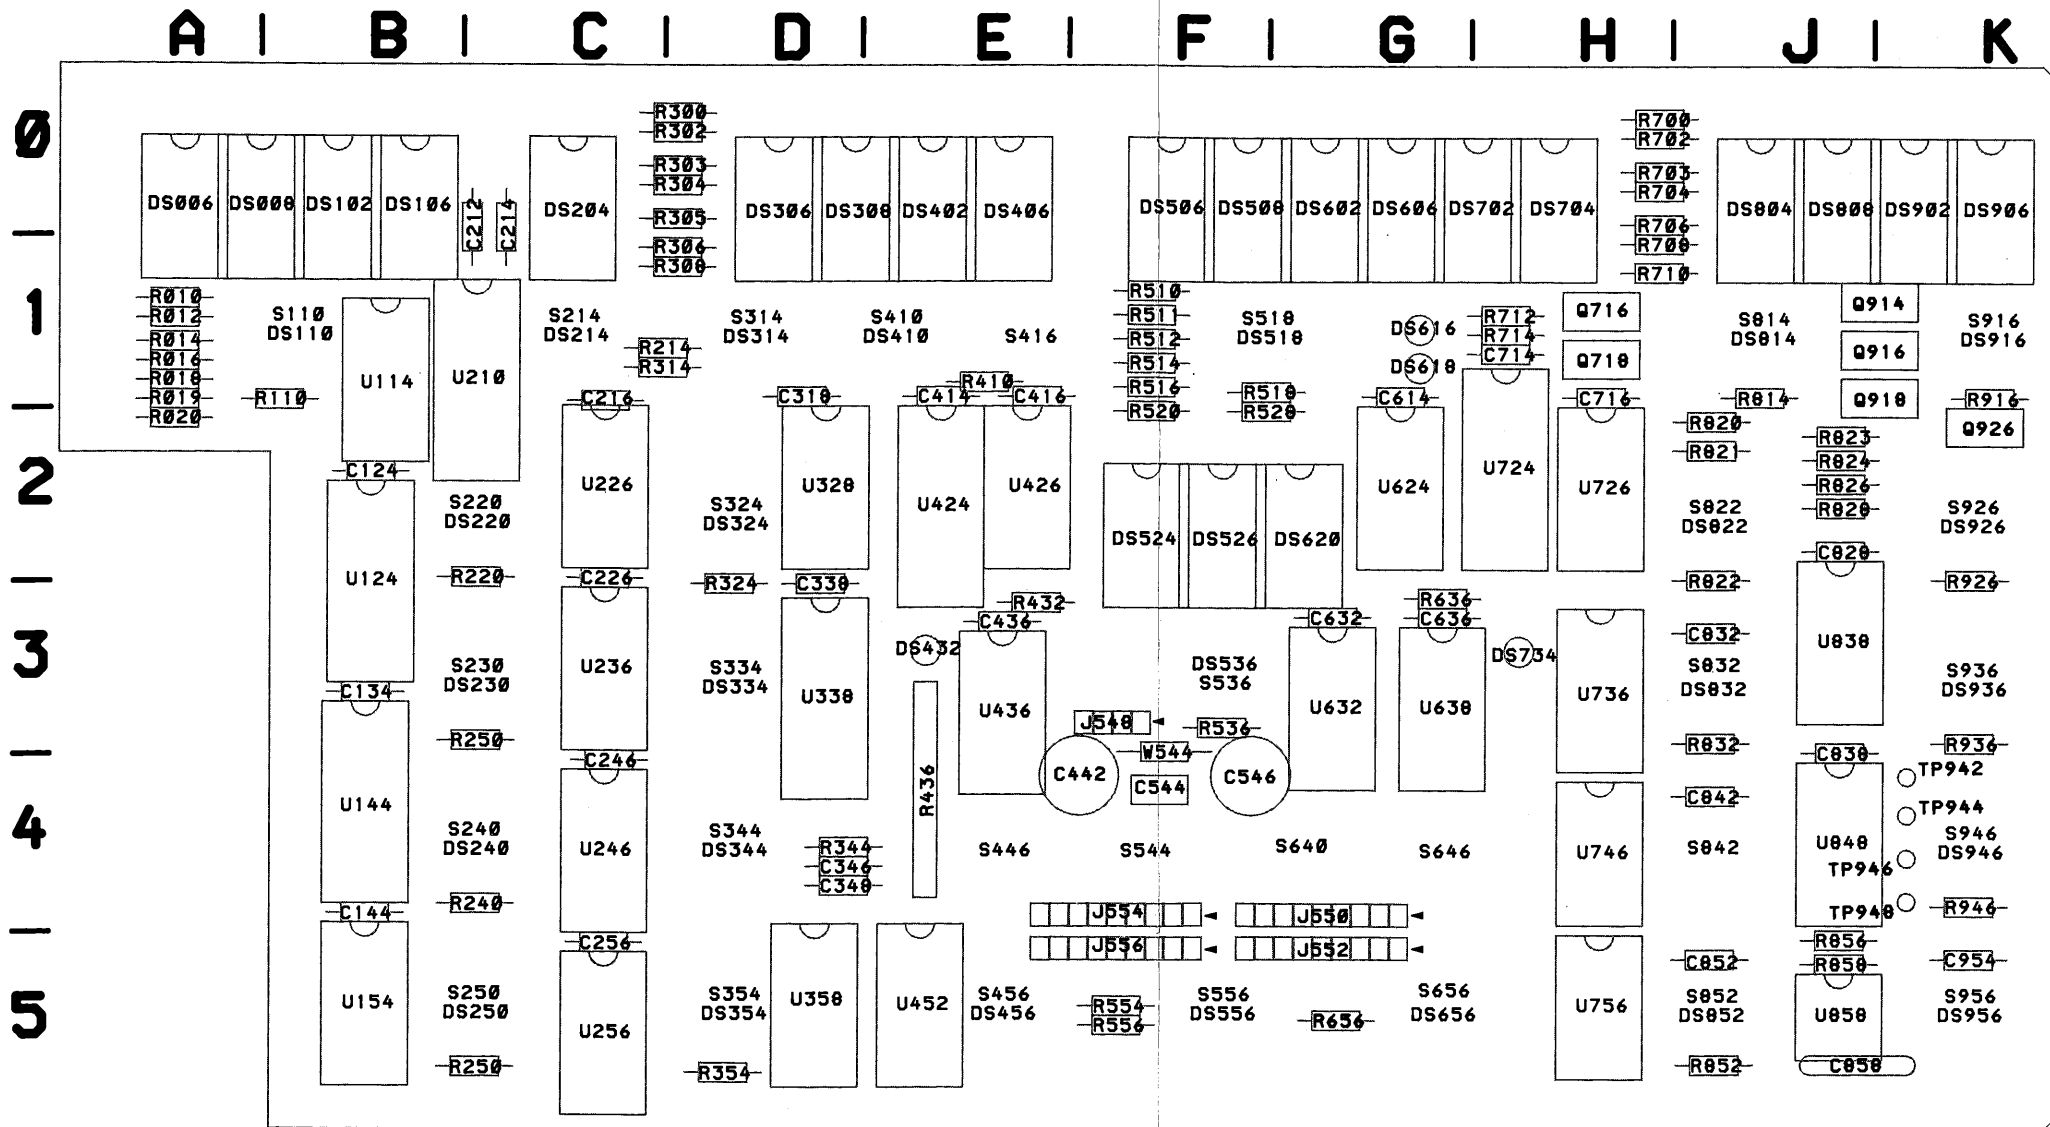 A B C D E F G H J K
0
R300
R302
R303
R304
R305
R306
R308
R700
R702
R703
R704
R706
R708
R710
DS006 DS008 DS102 DS106 C212 C214 DS204 DS306 DS308 DS402 DS406 DS506 DS508 DS602 DS606 DS702 DS704 DS804 DS808 DS902 DS906
1
R010
R012
R014
R016
R018
R019
R020
S110
DS110
R110
U114
U210
S214
DS214
R214
R314
C216
S314
DS314
C318
S410
DS410
S416
R410
C414
C416
R510
R511
R512
R514
R516
R520
S518
DS518
R518
R528
DS616
DS618
C614
R712
R714
C714
Q716
Q718
C716
S814
DS814
R814
Q914
Q916
Q918
S916
DS916
R916
Q926
2
C124
U124
S220
DS220
R220
U226
C226
S324
DS324
R324
U328
C338
U424
U426
DS524
DS526
DS620
U624
U724
U726
R820
R821
S822
DS822
R822
R823
R824
R826
R828
C828
S926
DS926
R926
3
C134
S230
DS230
R250
U236
C246
S334
DS334
U338
R432
C436
DS432
U436
R436
J548
DS536
S536
R536
W544
C632
U632
R636
C636
U638
DS734
U736
C832
S832
DS832
R832
U838
C838
S936
DS936
R936
4
U144
C144
S240
DS240
R240
U246
C256
S344
DS344
R344
C346
C348
C442
C544
C546
S446
S544
S640
S646
J554
J550
U746
C842
S842
U848
TP942
TP944
TP946
TP948
S946
DS946
R946
5
U154
S250
DS250
R250
U256
S354
DS354
R354
U358
U452
J556
J552
S456
DS456
R554
R556
S556
DS556
R656
S656
DS656
U756
C852
S852
DS852
R852
R856
R858
U858
C858
C954
S956
DS956